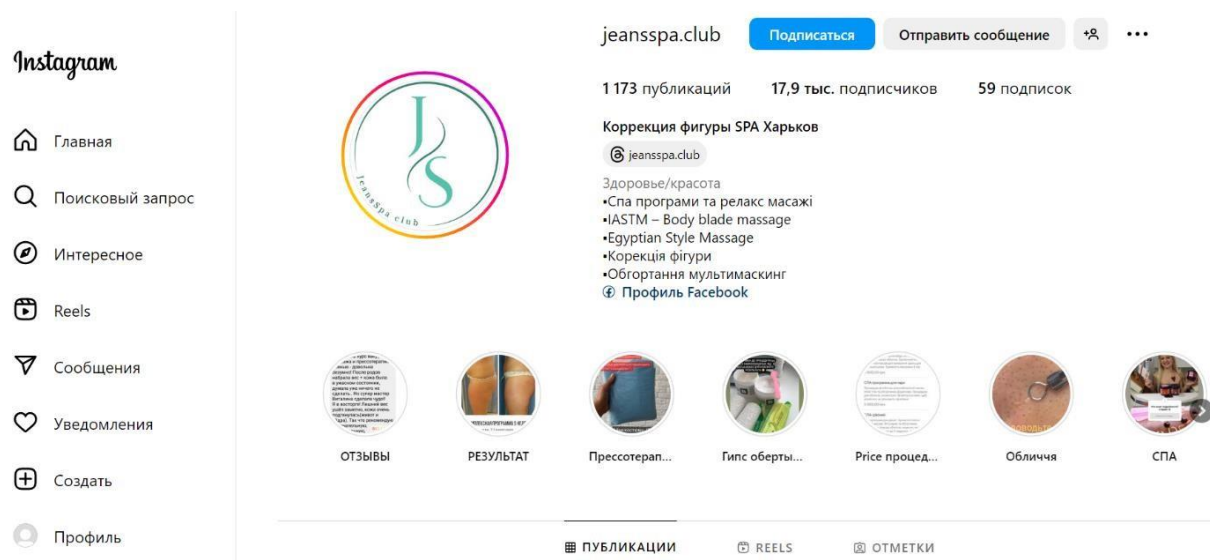 Instagram
Главная
Поисковый запрос
Интересное
Reels
Сообщения
Уведомления
Создать
Профиль
jeansspa.club Подписаться Отправить сообщение
1 173 публикаций 17,9 тыс. подписчиков 59 подписок
Коррекция фигуры SPA Харьков
jeansspa.club
Здоровье/красота
▪Спа програми та релакс масажі
▪IASTM – Body blade massage
▪Egyptian Style Massage
▪Корекція фігури
▪Обгортання мультимаскинг
Профиль Facebook
JS
JeansSpa club
ОТЗЫВЫ РЕЗУЛЬТАТ Прессотерап... Гипс оберты... Price процед... Обличчя СПА
ПУБЛИКАЦИИ REELS ОТМЕТКИ